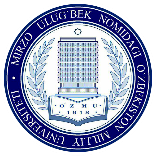 MIRZO ULUG'BEK NOMIDAGI O'ZBEKISTON MILLIY UNIVERSITETI
O'ZMU
1918